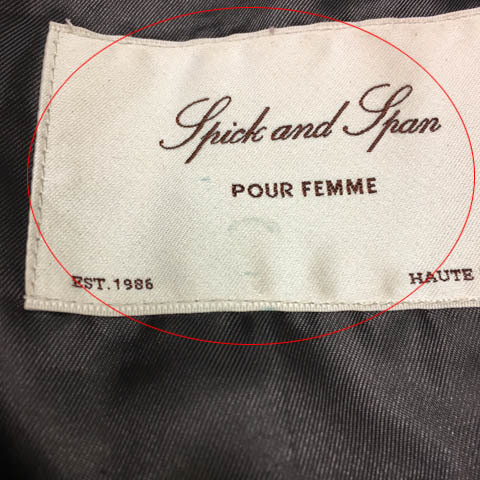 Spick and Span
POUR FEMME
EST.1986
HAUTE